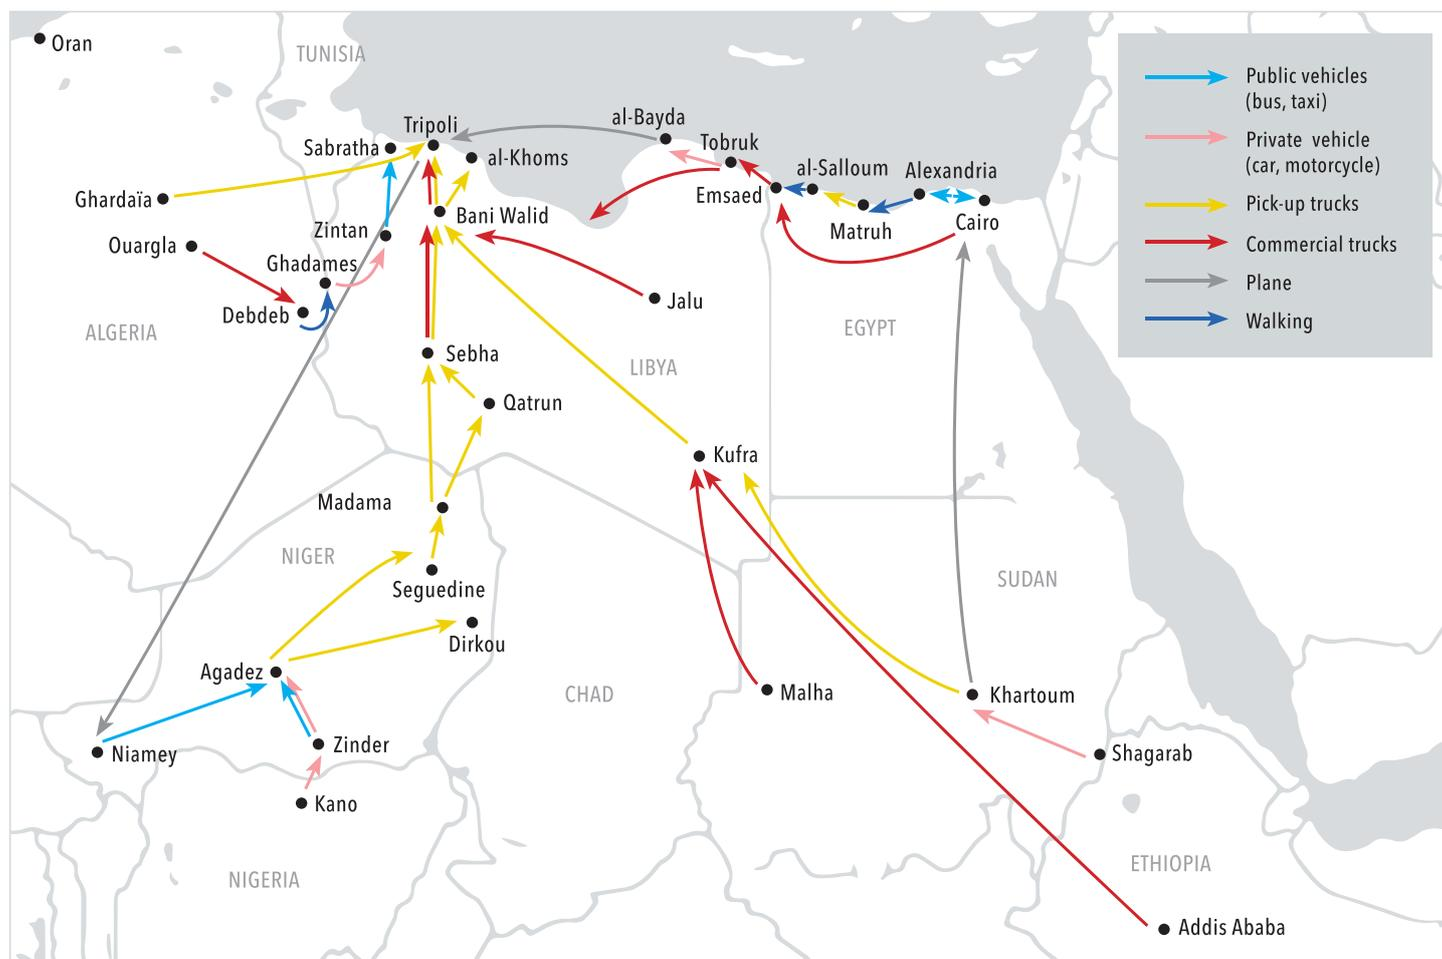 Oran
TUNISIA
Tripoli
Sabratha
al-Khoms
al-Bayda
Tobruk
al-Salloum
Alexandria
Emsaed
Matruh
Cairo
Ghardaïa
Bani Walid
Zintan
Ouargla
Ghadames
Debdeb
Jalu
ALGERIA
EGYPT
Sebha
LIBYA
Qatrun
Kufra
Madama
NIGER
Seguedine
SUDAN
Dirkou
Agadez
CHAD
Malha
Khartoum
Niamey
Zinder
Shagarab
Kano
NIGERIA
ETHIOPIA
Addis Ababa
Public vehicles
(bus, taxi)
Private vehicle
(car, motorcycle)
Pick-up trucks
Commercial trucks
Plane
Walking